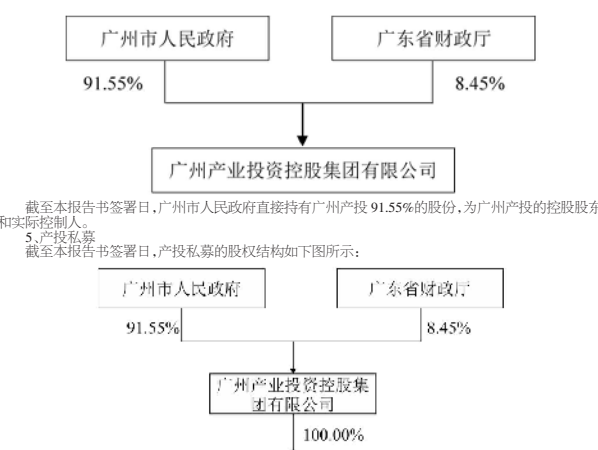 广州市人民政府
广东省财政厅
91.55%
8.45%
广州产业投资控股集团有限公司
截至本报告书签署日,广州市人民政府直接持有广州产投 91.55%的股份,为广州产投的控股股东
和实际控制人。
5、产投私募
截至本报告书签署日,产投私募的股权结构如下图所示:
广州市人民政府
广东省财政厅
91.55%
8.45%
广州产业投资控股集
团有限公司
100.00%